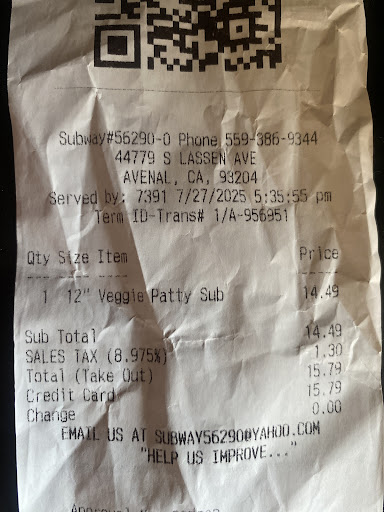 Subway#56290-0 Phone 559-386-9344
44779 S LASSEN AVE
AVENAL, CA, 93204
Served by: 7391 7/27/2025 5:35:55 pm
Term ID-Trans# 1/A-956951
Qty Size Item Price
1 12" Veggie Patty Sub 14.49
Sub Total 14.49
SALES TAX (8.975%) 1.30
Total (Take Out) 15.79
Credit Card 15.79
Change 0.00
EMAIL US AT SUBWAY56290@YAHOO.COM
"HELP US IMPROVE..."